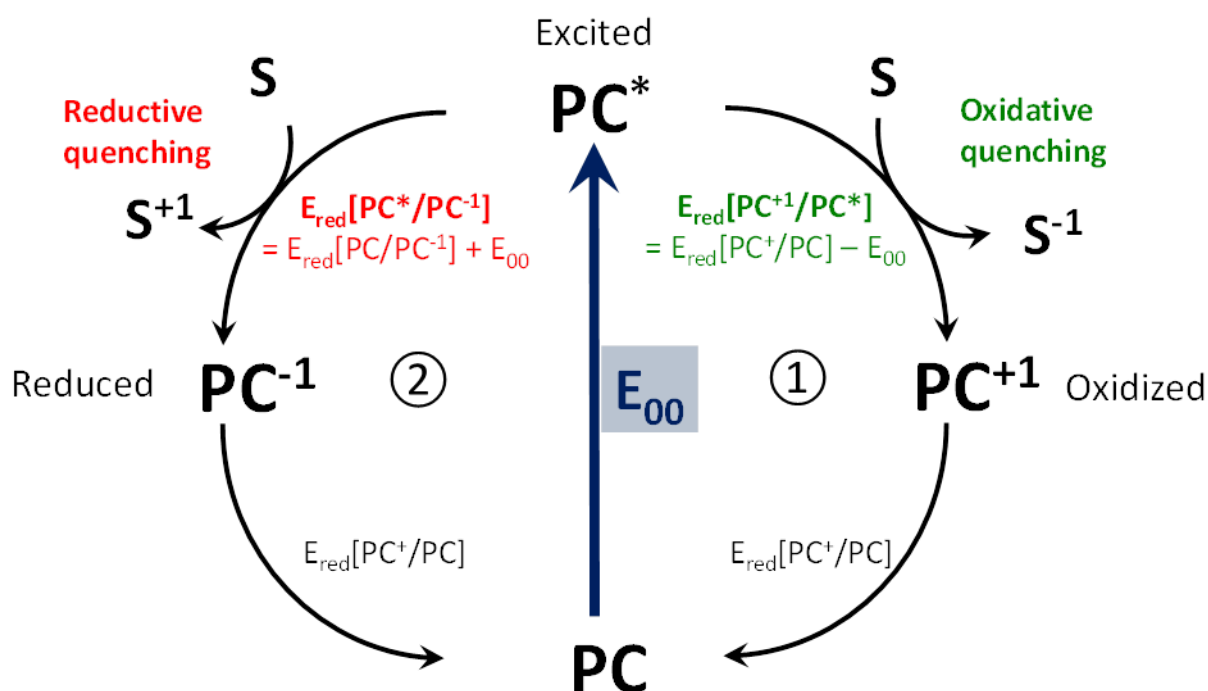 Excited
S
PC*
S
Reductive
quenching
Oxidative
quenching
S+1
Ered[PC*/PC-1]
= Ered[PC/PC-1] + E00
Ered[PC+1/PC*]
= Ered[PC+/PC] – E00
S-1
Reduced
PC-1
2
E00
1
PC+1
Oxidized
Ered[PC+/PC]
Ered[PC+/PC]
PC